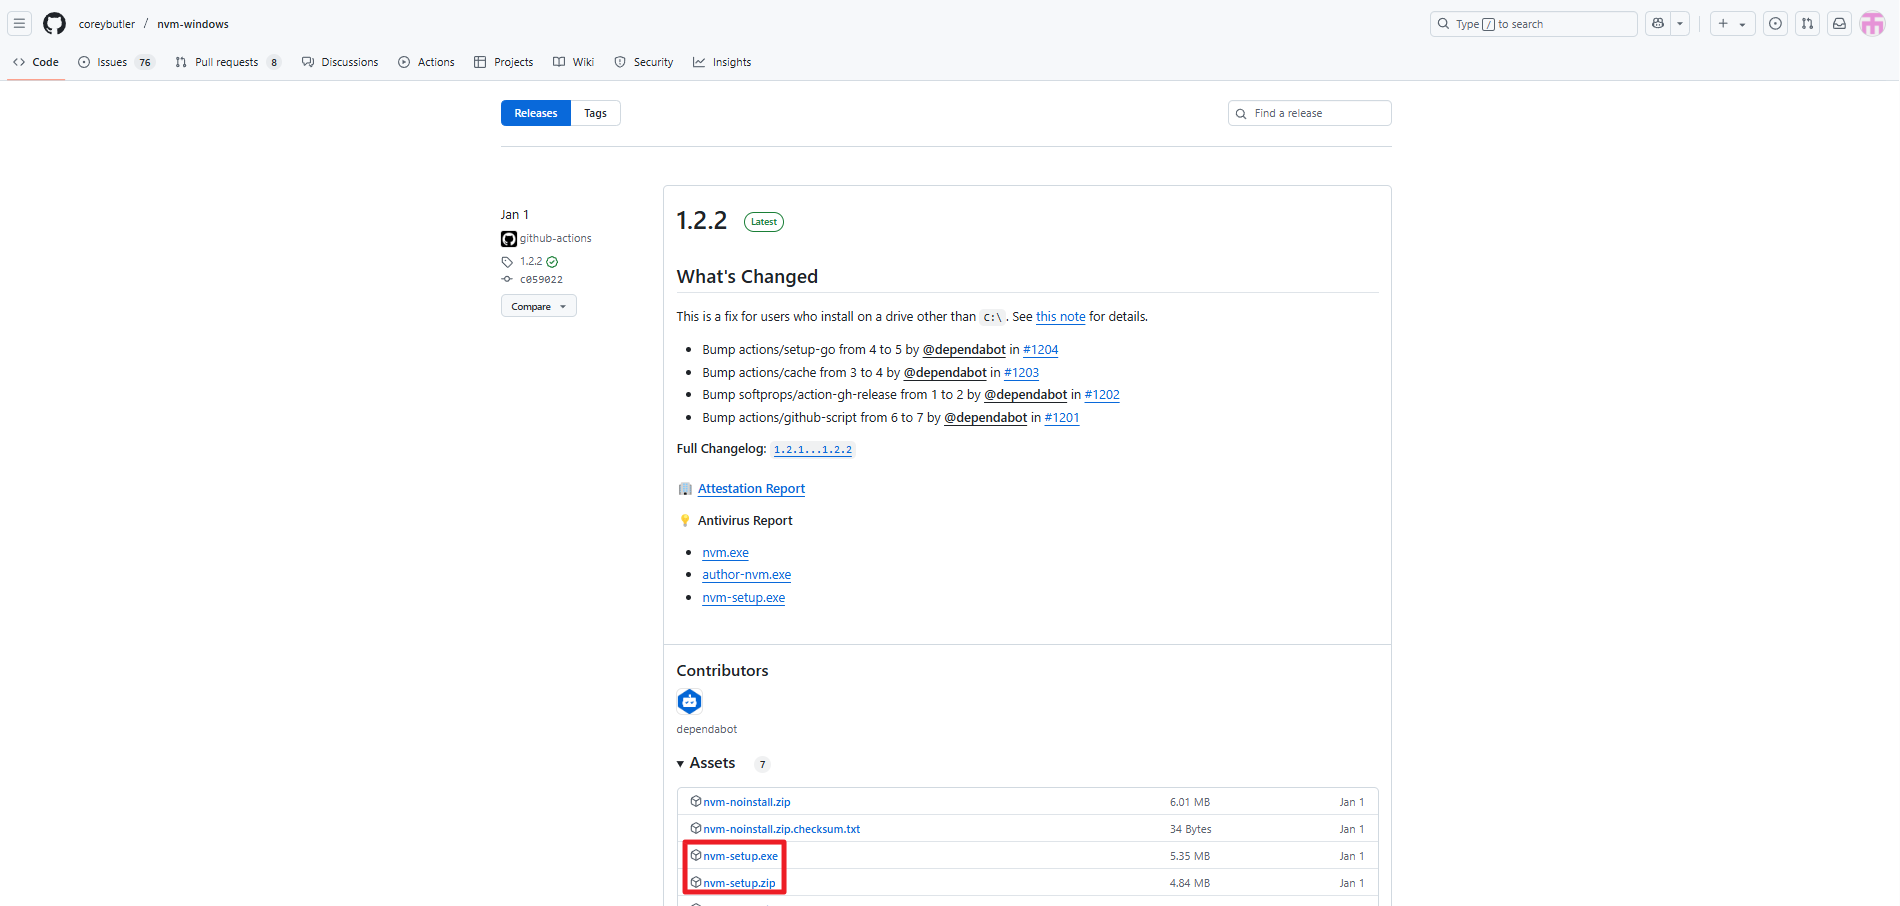 coreybutler / nvm-windows
Type / to search
Code
Issues 76
Pull requests 8
Discussions
Actions
Projects
Wiki
Security
Insights
Releases
Tags
Find a release
Jan 1
github-actions
1.2.2
c059022
Compare
1.2.2 Latest
What's Changed
This is a fix for users who install on a drive other than C:\. See this note for details.
Bump actions/setup-go from 4 to 5 by @dependabot in #1204
Bump actions/cache from 3 to 4 by @dependabot in #1203
Bump softprops/action-gh-release from 1 to 2 by @dependabot in #1202
Bump actions/github-script from 6 to 7 by @dependabot in #1201
Full Changelog: 1.2.1...1.2.2
Attestation Report
Antivirus Report
nvm.exe
author-nvm.exe
nvm-setup.exe
Contributors
dependabot
Assets 7
nvm-noinstall.zip 6.01 MB Jan 1
nvm-noinstall.zip.checksum.txt 34 Bytes Jan 1
nvm-setup.exe 5.35 MB Jan 1
nvm-setup.zip 4.84 MB Jan 1